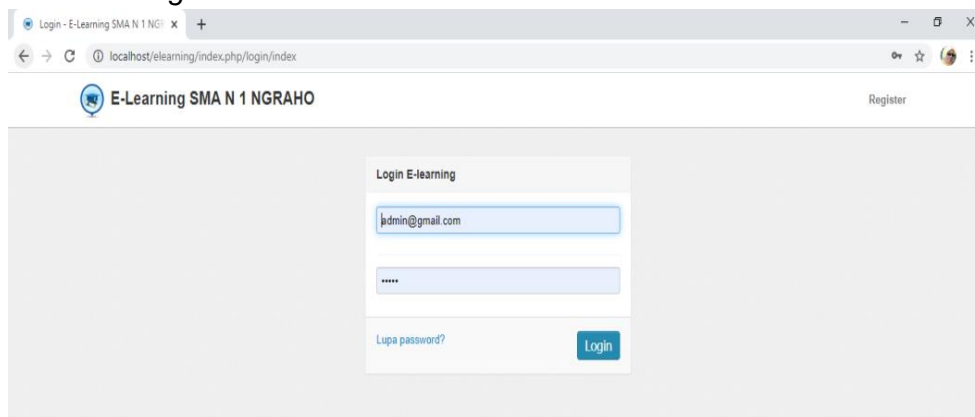 Login - E-Learning SMA N 1 NG
localhost/elearning/index.php/login/index
E-Learning SMA N 1 NGRAHO
Register
Login E-learning
admin@gmail.com
•••••
Lupa password?
Login